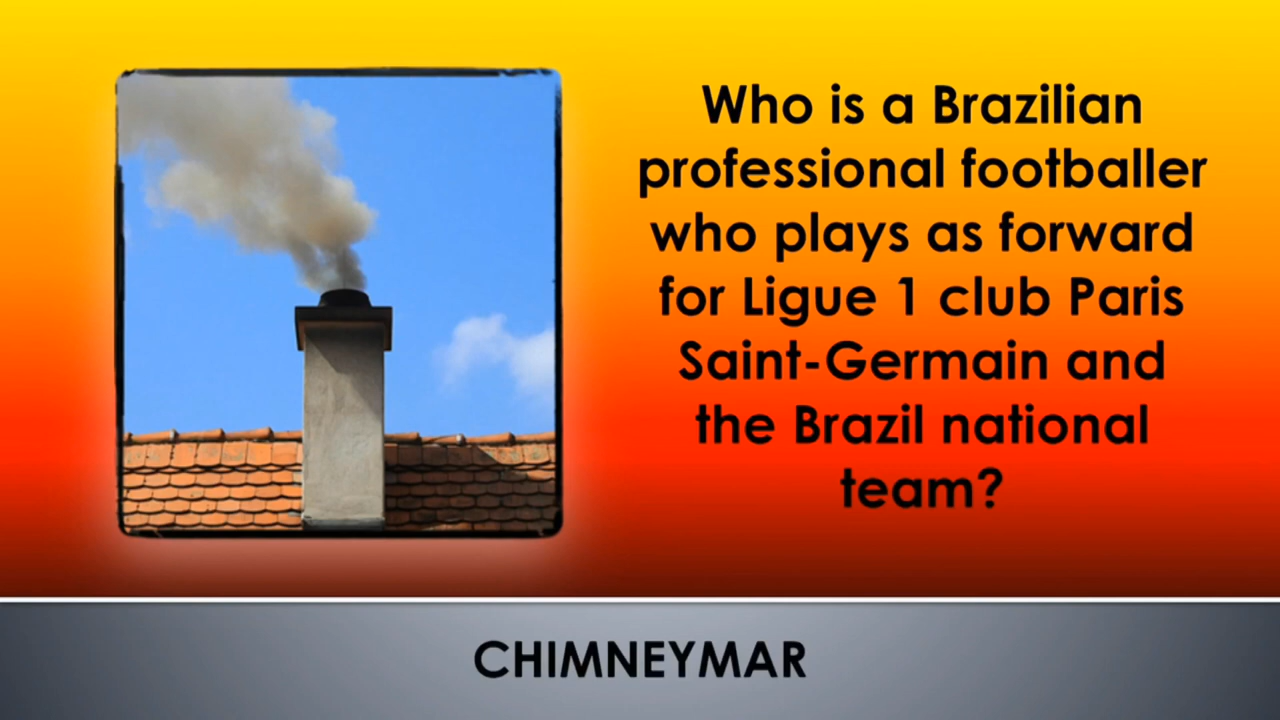 Who is a Brazilian
professional footballer
who plays as forward
for Ligue 1 club Paris
Saint-Germain and
the Brazil national
team?
CHIMNEYMAR